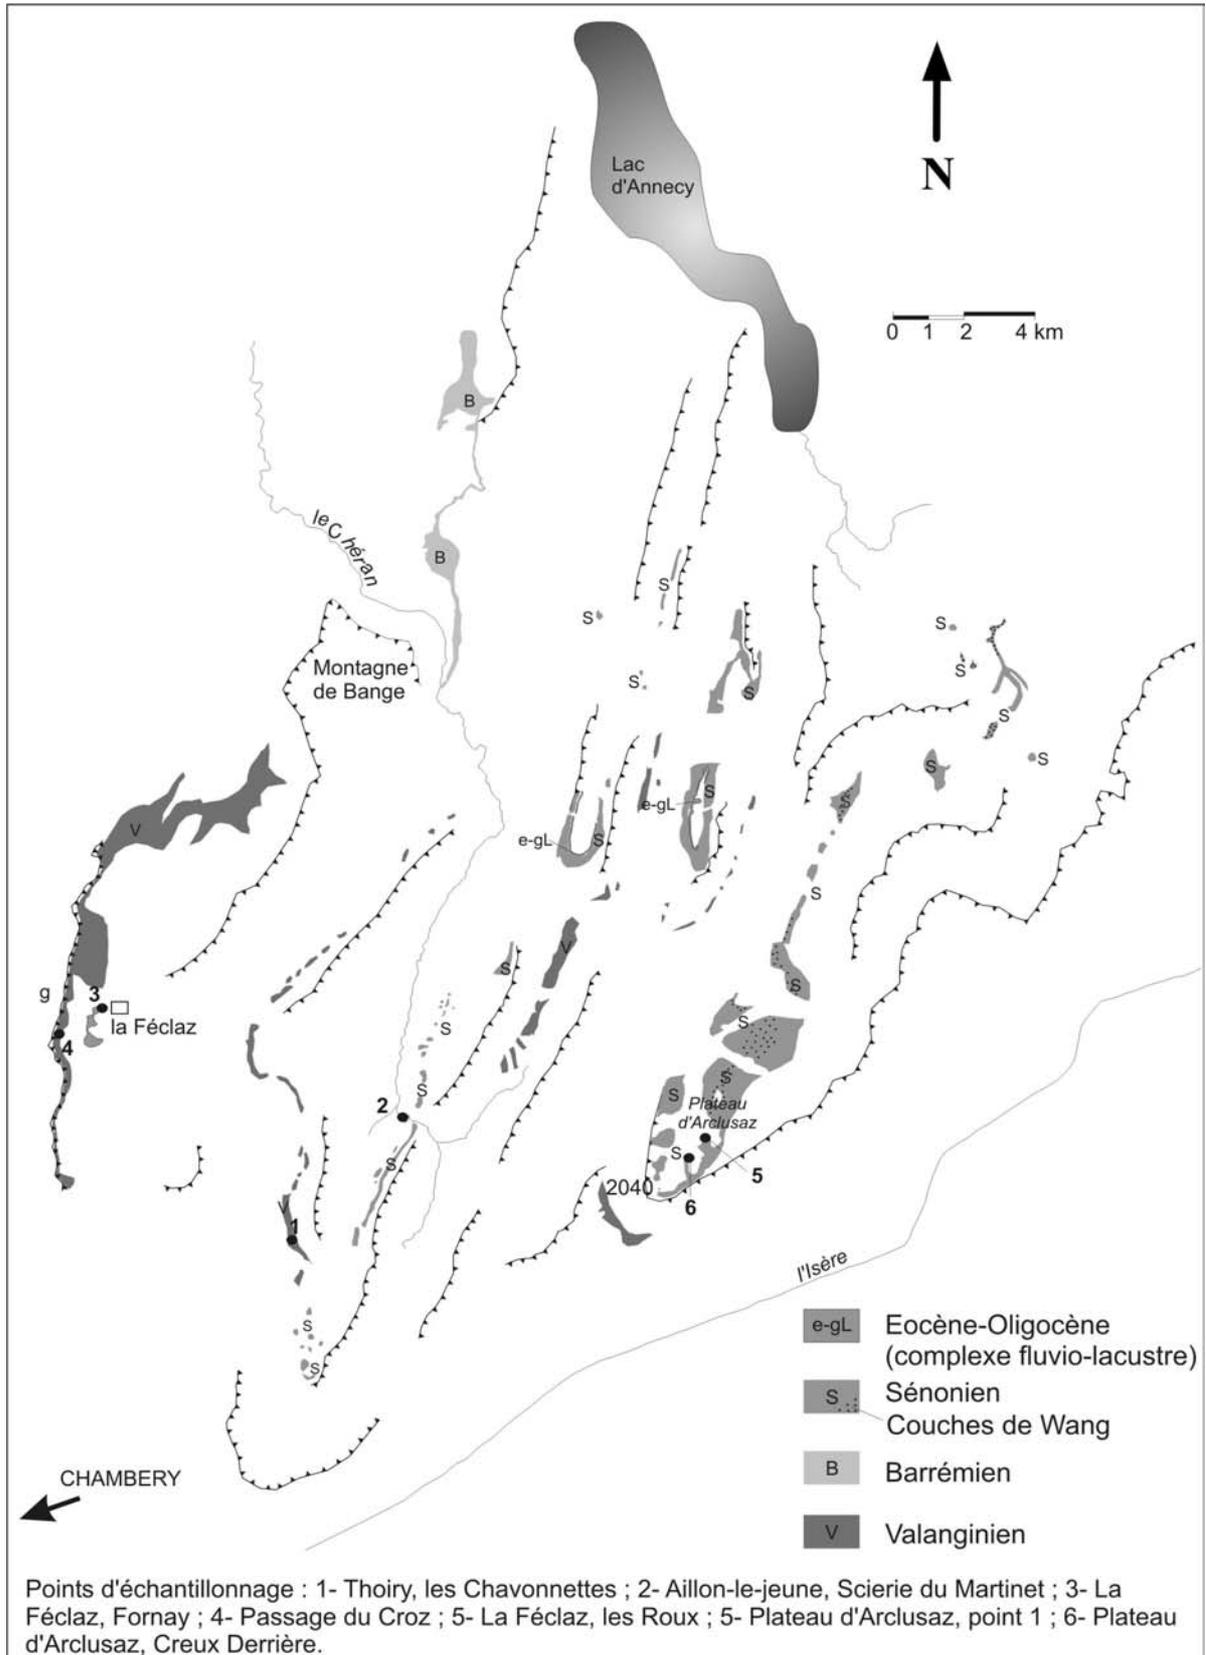 Lac
d'Annecy
N
0 1 2 4 km
B
le Chéran
B
S
S
S
S
S
S
Montagne
de Bange
S
S
S
S
S
S
e-gL
V
e-gL
S
S
V
S
S
g
3
la Féclaz
4
S
S
S
S
S
2
Plateau
d'Arclusaz
S
S
5
2040
6
V
1
l'Isère
S
S
CHAMBERY
e-gL Eocène-Oligocène
(complexe fluvio-lacustre)
S Sénonien
Couches de Wang
B Barrémien
V Valanginien
Points d'échantillonnage : 1- Thoiry, les Chavonnettes ; 2- Aillon-le-jeune, Scierie du Martinet ; 3- La
Féclaz, Fornay ; 4- Passage du Croz ; 5- La Féclaz, les Roux ; 5- Plateau d'Arclusaz, point 1 ; 6- Plateau
d'Arclusaz, Creux Derrière.